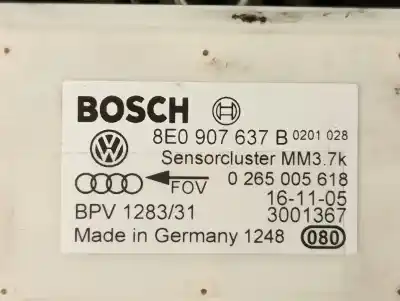 BOSCH
8E0 907 637 B 0201 028
Sensorcluster MM3.7k
FOV 0 265 005 618
16-11-05
BPV 1283/31 3001367
Made in Germany 1248 080